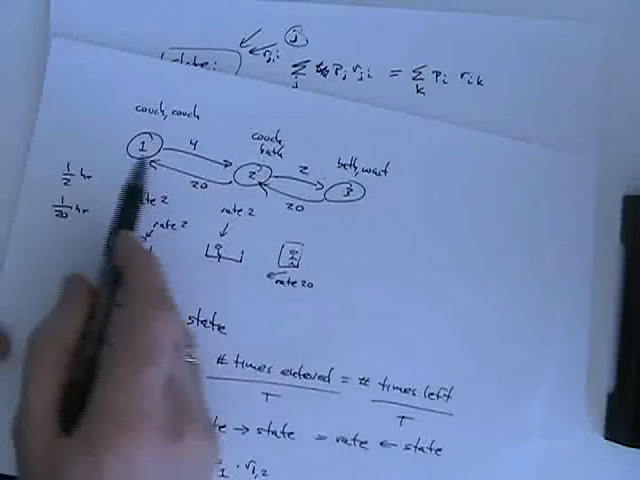 j
state i r_ji Σ_j P_j r_ji = Σ_k P_i r_ik
couch, couch
couch, bath
bath, wait
1 4 2 2 3
20 20
1/2 hr
1/20 hr
rate 2 rate 2
rate 2
rate 20
state
# times entered / T = # times left / T
→ state = rate ← state
1 · r_1,2